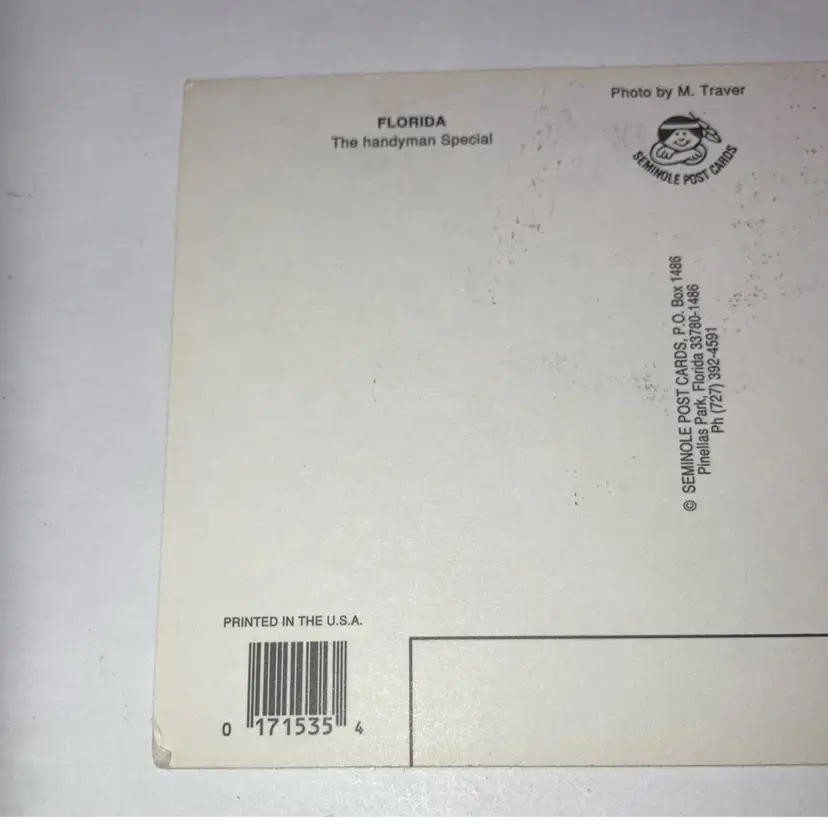 FLORIDA
The handyman Special
Photo by M. Traver
SEMINOLE POST CARDS
© SEMINOLE POST CARDS, P.O. Box 1486
Pinellas Park, Florida 33780-1486
Ph (727) 392-4591
PRINTED IN THE U.S.A.
0 171535 4